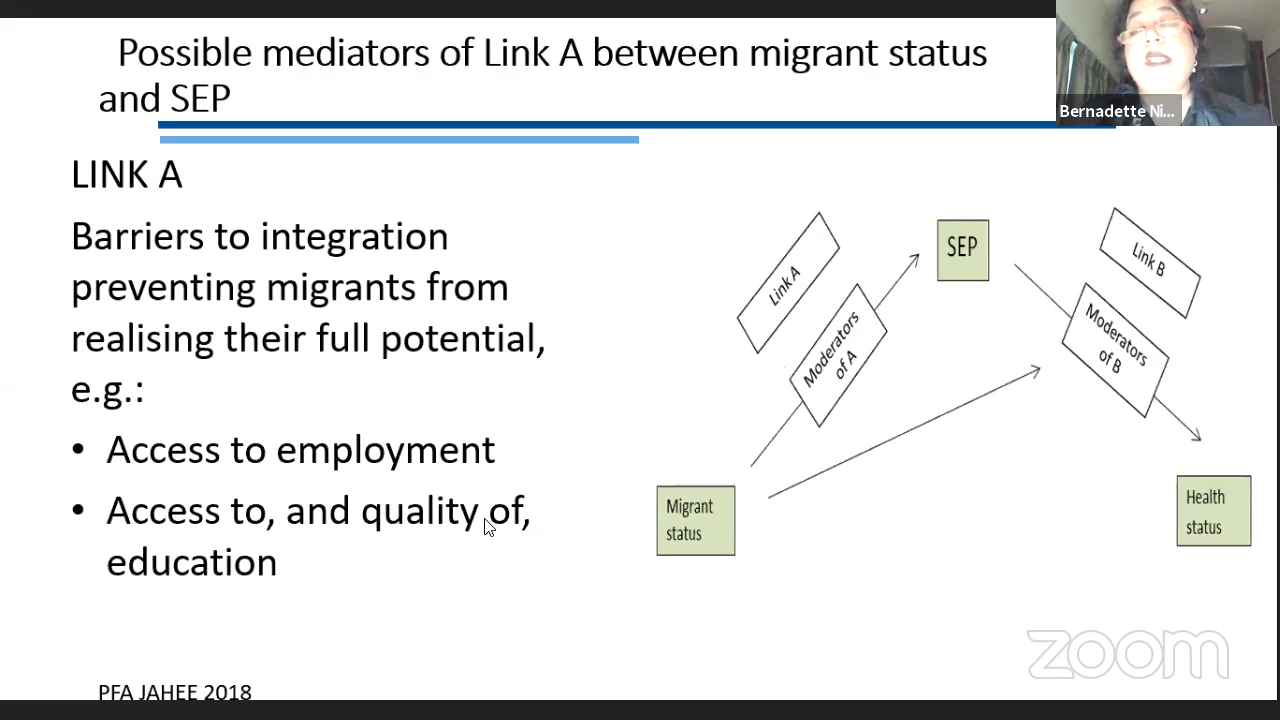 Possible mediators of Link A between migrant status
and SEP
Bernadette Ni...
LINK A
Barriers to integration
preventing migrants from
realising their full potential,
e.g.:
• Access to employment
• Access to, and quality of,
education
Link A
Moderators
of A
SEP
Link B
Moderators
of B
Migrant
status
Health
status
zoom
PFA JAHEE 2018